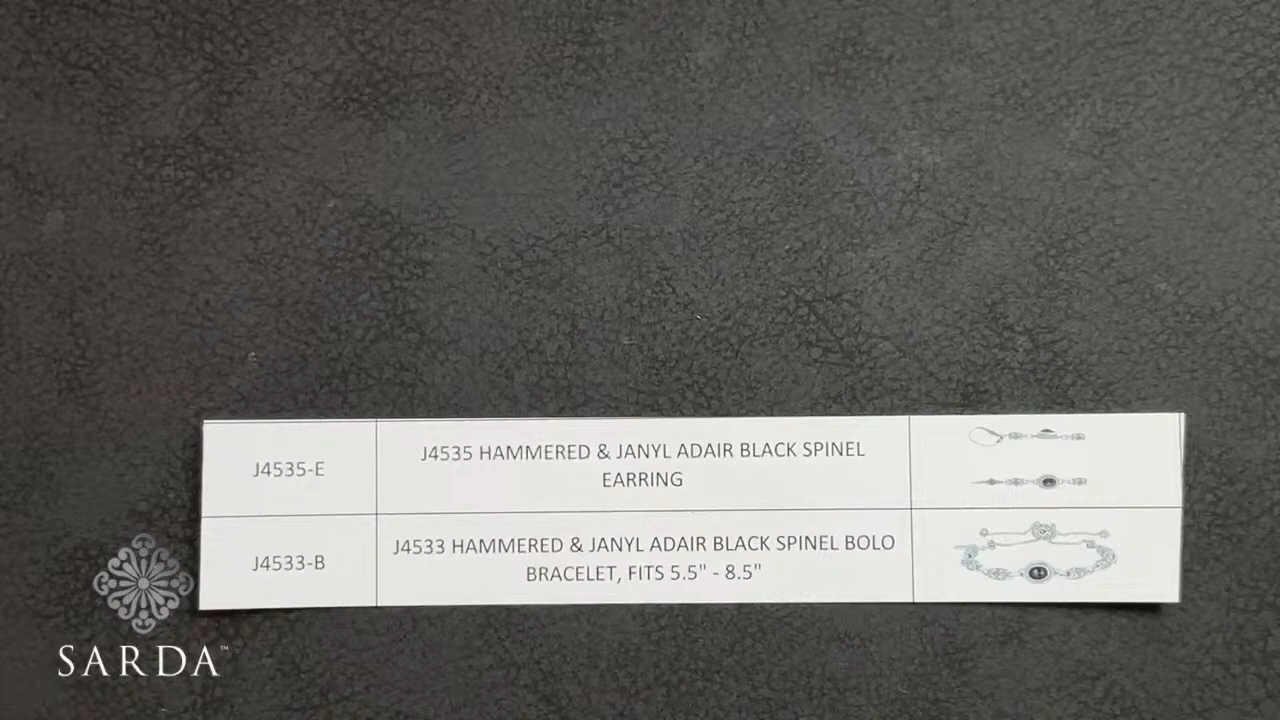 J4535-E
J4535 HAMMERED & JANYL ADAIR BLACK SPINEL
EARRING
J4533-B
J4533 HAMMERED & JANYL ADAIR BLACK SPINEL BOLO
BRACELET, FITS 5.5" - 8.5"
SARDA™